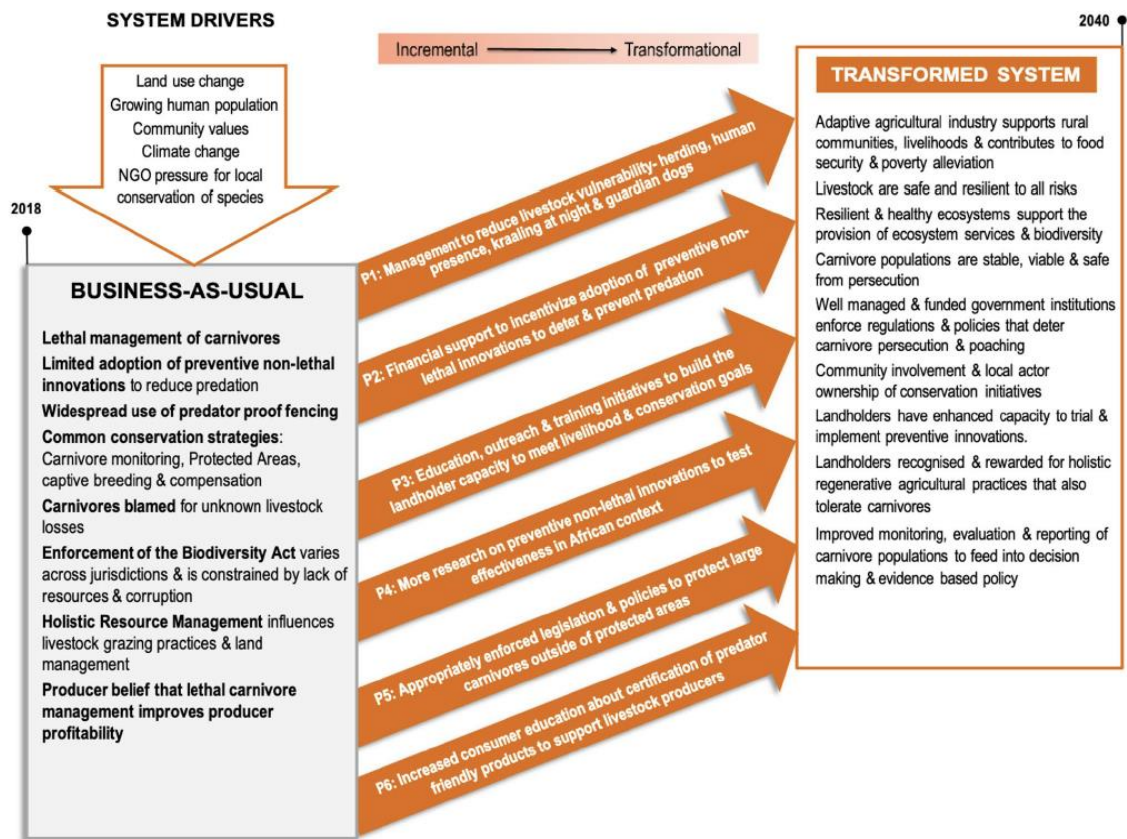 SYSTEM DRIVERS
Land use change
Growing human population
Community values
Climate change
NGO pressure for local
conservation of species
2018
BUSINESS-AS-USUAL
Lethal management of carnivores
Limited adoption of preventive non-lethal
innovations to reduce predation
Widespread use of predator proof fencing
Common conservation strategies:
Carnivore monitoring, Protected Areas,
captive breeding & compensation
Carnivores blamed for unknown livestock
losses
Enforcement of the Biodiversity Act varies
across jurisdictions & is constrained by lack of
resources & corruption
Holistic Resource Management influences
livestock grazing practices & land
management
Producer belief that lethal carnivore
management improves producer
profitability
Incremental
Transformational
P1: Management to reduce livestock vulnerability- herding, human
presence, kraaling at night & guardian dogs
P2: Financial support to incentivize adoption of preventive non-
lethal innovations to deter & prevent predation
P3: Education, outreach & training initiatives to build the
landholder capacity to meet livelihood & conservation goals
P4: More research on preventive non-lethal innovations to test
effectiveness in African context
P5: Appropriately enforced legislation & policies to protect large
carnivores outside of protected areas
P6: Increased consumer education about certification of predator
friendly products to support livestock producers
2040
TRANSFORMED SYSTEM
Adaptive agricultural industry supports rural
communities, livelihoods & contributes to food
security & poverty alleviation
Livestock are safe and resilient to all risks
Resilient & healthy ecosystems support the
provision of ecosystem services & biodiversity
Carnivore populations are stable, viable & safe
from persecution
Well managed & funded government institutions
enforce regulations & policies that deter
carnivore persecution & poaching
Community involvement & local actor
ownership of conservation initiatives
Landholders have enhanced capacity to trial &
implement preventive innovations.
Landholders recognised & rewarded for holistic
regenerative agricultural practices that also
tolerate carnivores
Improved monitoring, evaluation & reporting of
carnivore populations to feed into decision
making & evidence based policy